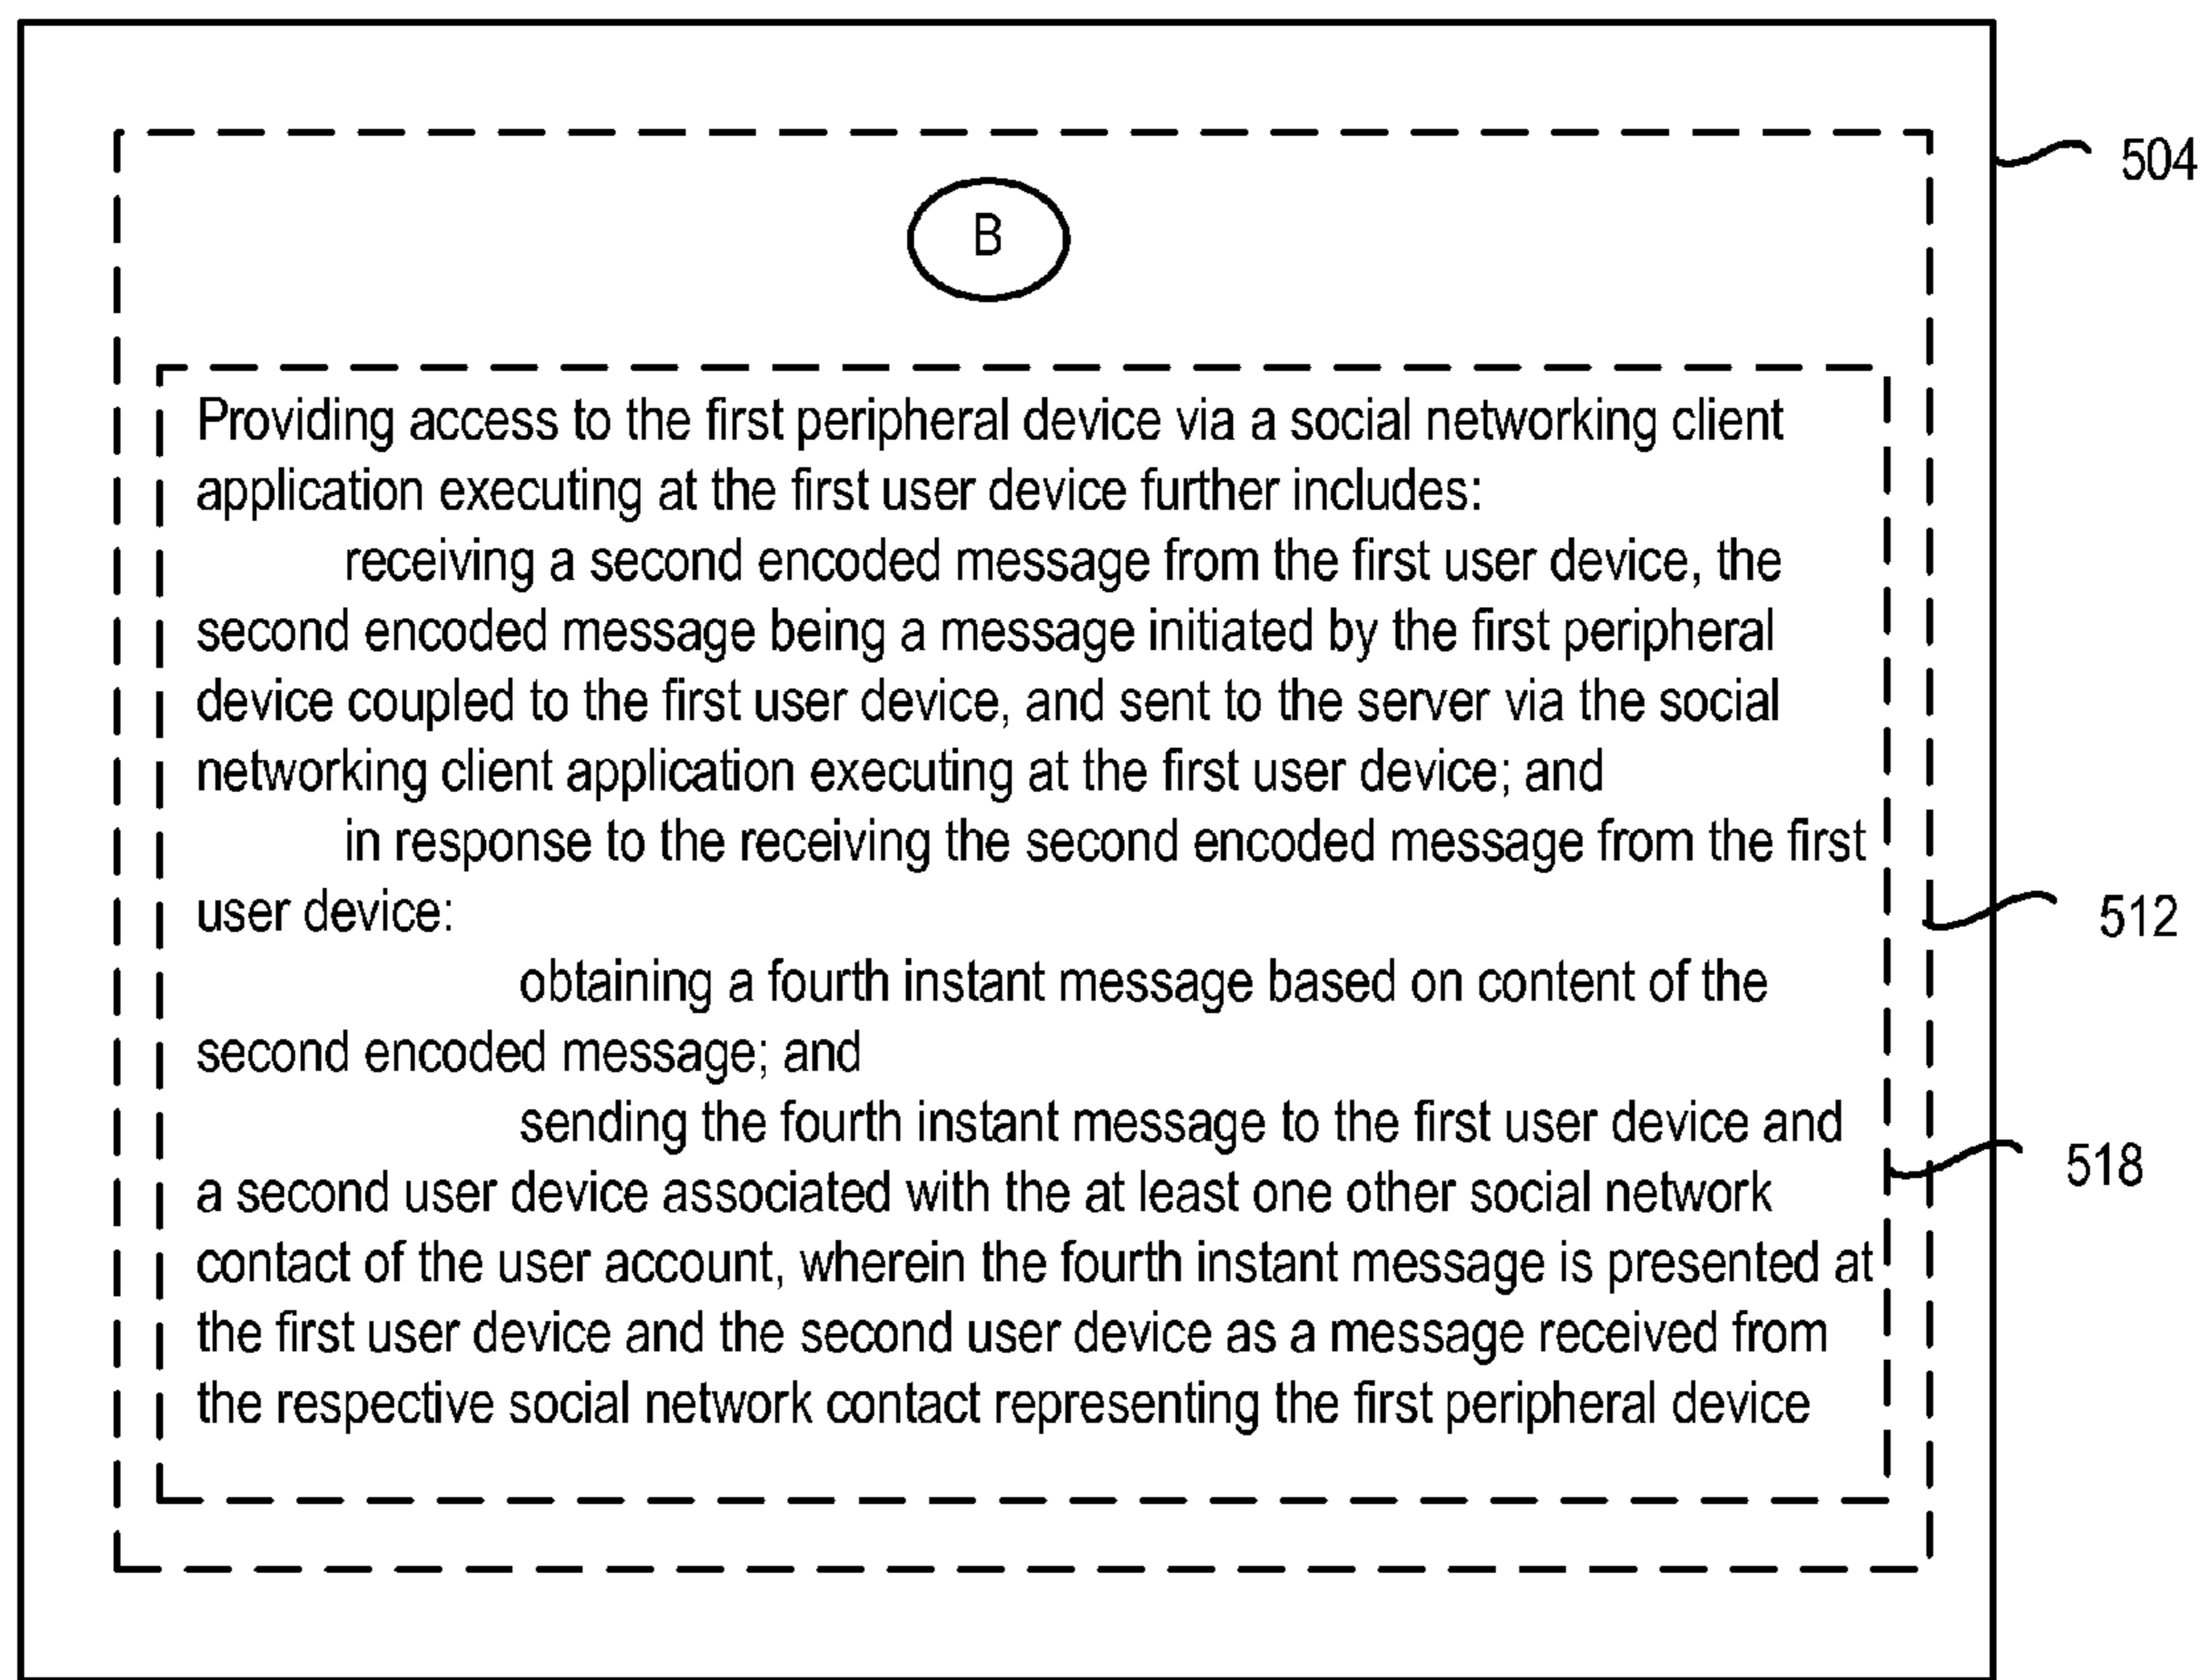 504
B
Providing access to the first peripheral device via a social networking client
application executing at the first user device further includes:
receiving a second encoded message from the first user device, the
second encoded message being a message initiated by the first peripheral
device coupled to the first user device, and sent to the server via the social
networking client application executing at the first user device; and
in response to the receiving the second encoded message from the first
user device:
512
obtaining a fourth instant message based on content of the
second encoded message; and
sending the fourth instant message to the first user device and
518
a second user device associated with the at least one other social network
contact of the user account, wherein the fourth instant message is presented at
the first user device and the second user device as a message received from
the respective social network contact representing the first peripheral device